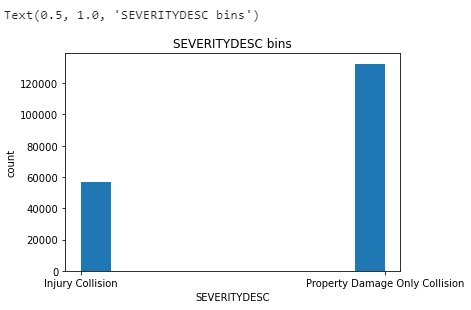 Text(0.5, 1.0, 'SEVERITYDESC bins')
SEVERITYDESC bins
120000
100000
80000
60000
40000
20000
0
count
Injury Collision
Property Damage Only Collision
SEVERITYDESC